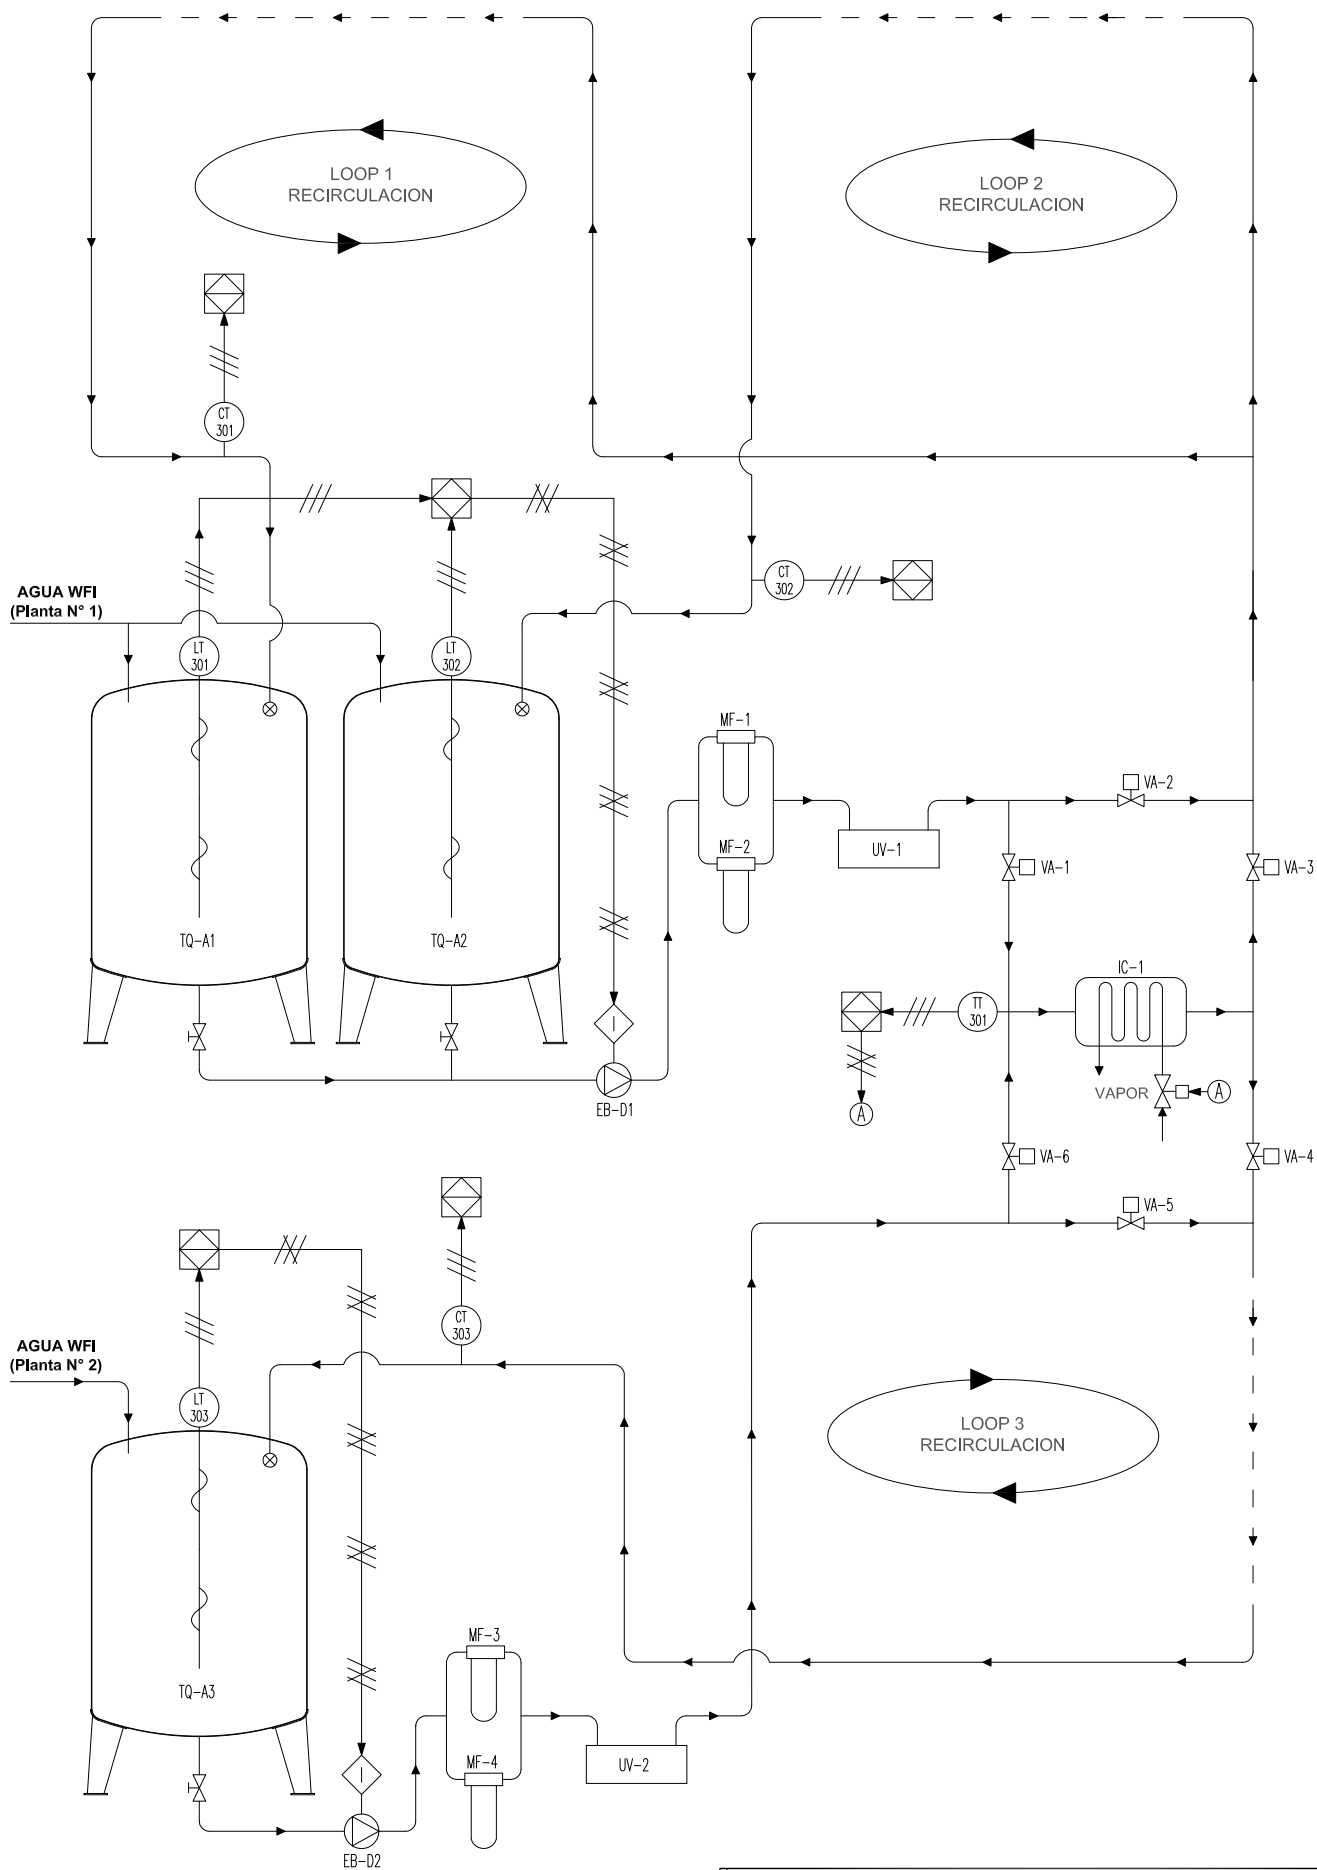 LOOP 1
RECIRCULACION
LOOP 2
RECIRCULACION
CT
301
CT
302
AGUA WFI
(Planta N° 1)
LT
301
LT
302
MF-1
VA-2
MF-2
UV-1
VA-1
VA-3
TQ-A1
TQ-A2
IC-1
I
TT
301
VAPOR
A
A
EB-D1
VA-6
VA-4
VA-5
CT
303
AGUA WFI
(Planta N° 2)
LT
303
LOOP 3
RECIRCULACION
MF-3
TQ-A3
MF-4
UV-2
I
EB-D2